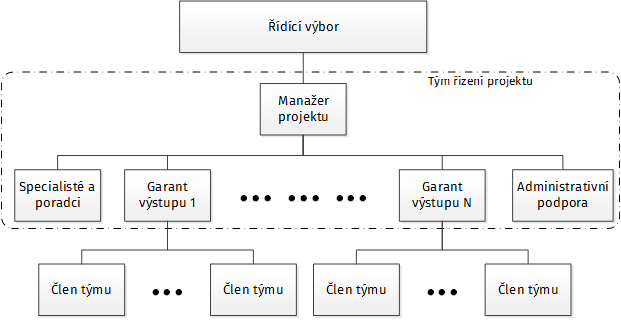 Řídící výbor
Tým řízení projektu
Manažer
projektu
Specialisté a
poradci
Garant
výstupu 1
Garant
výstupu N
Administrativní
podpora
Člen týmu
Člen týmu
Člen týmu
Člen týmu